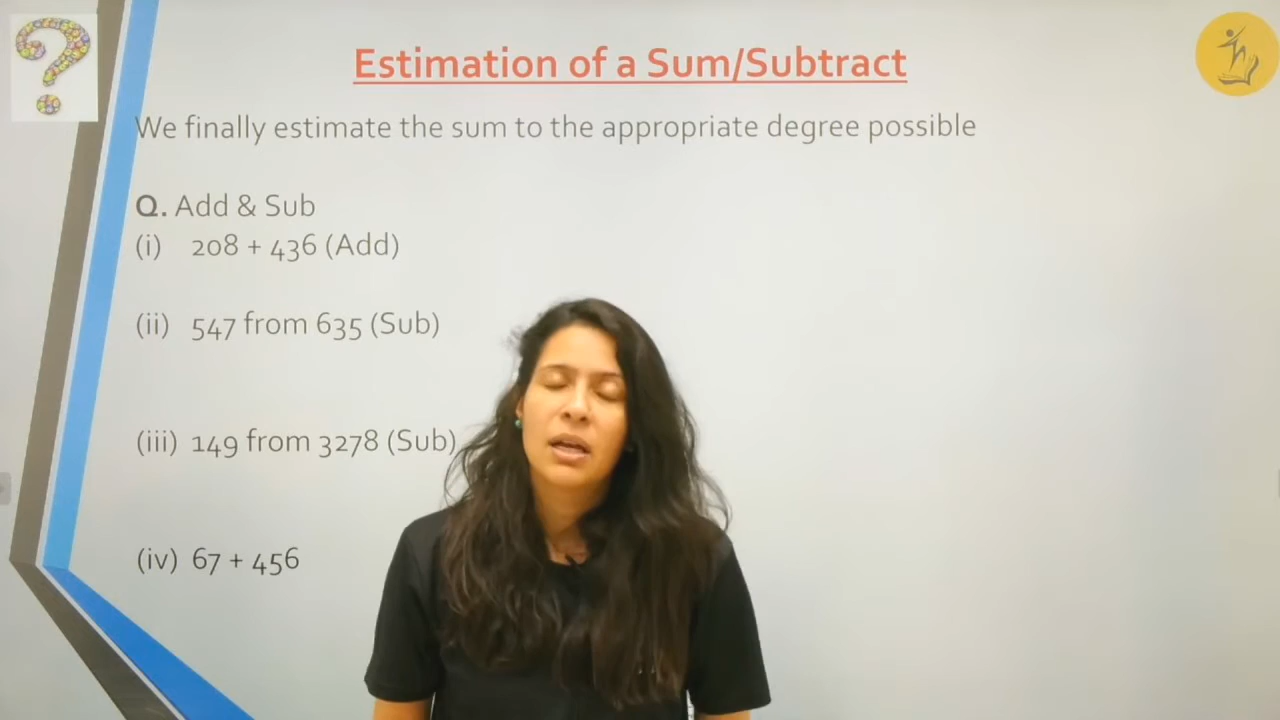 Estimation of a Sum/Subtract
We finally estimate the sum to the appropriate degree possible
Q. Add & Sub
(i) 208 + 436 (Add)
(ii) 547 from 635 (Sub)
(iii) 149 from 3278 (Sub)
(iv) 67 + 456